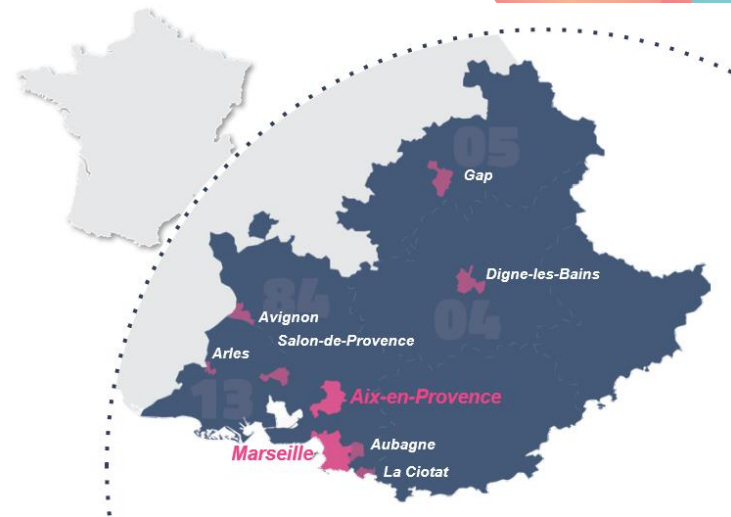 05
Gap
Digne-les-Bains
84
04
Avignon
Salon-de-Provence
Arles
13
Aix-en-Provence
Marseille
Aubagne
La Ciotat